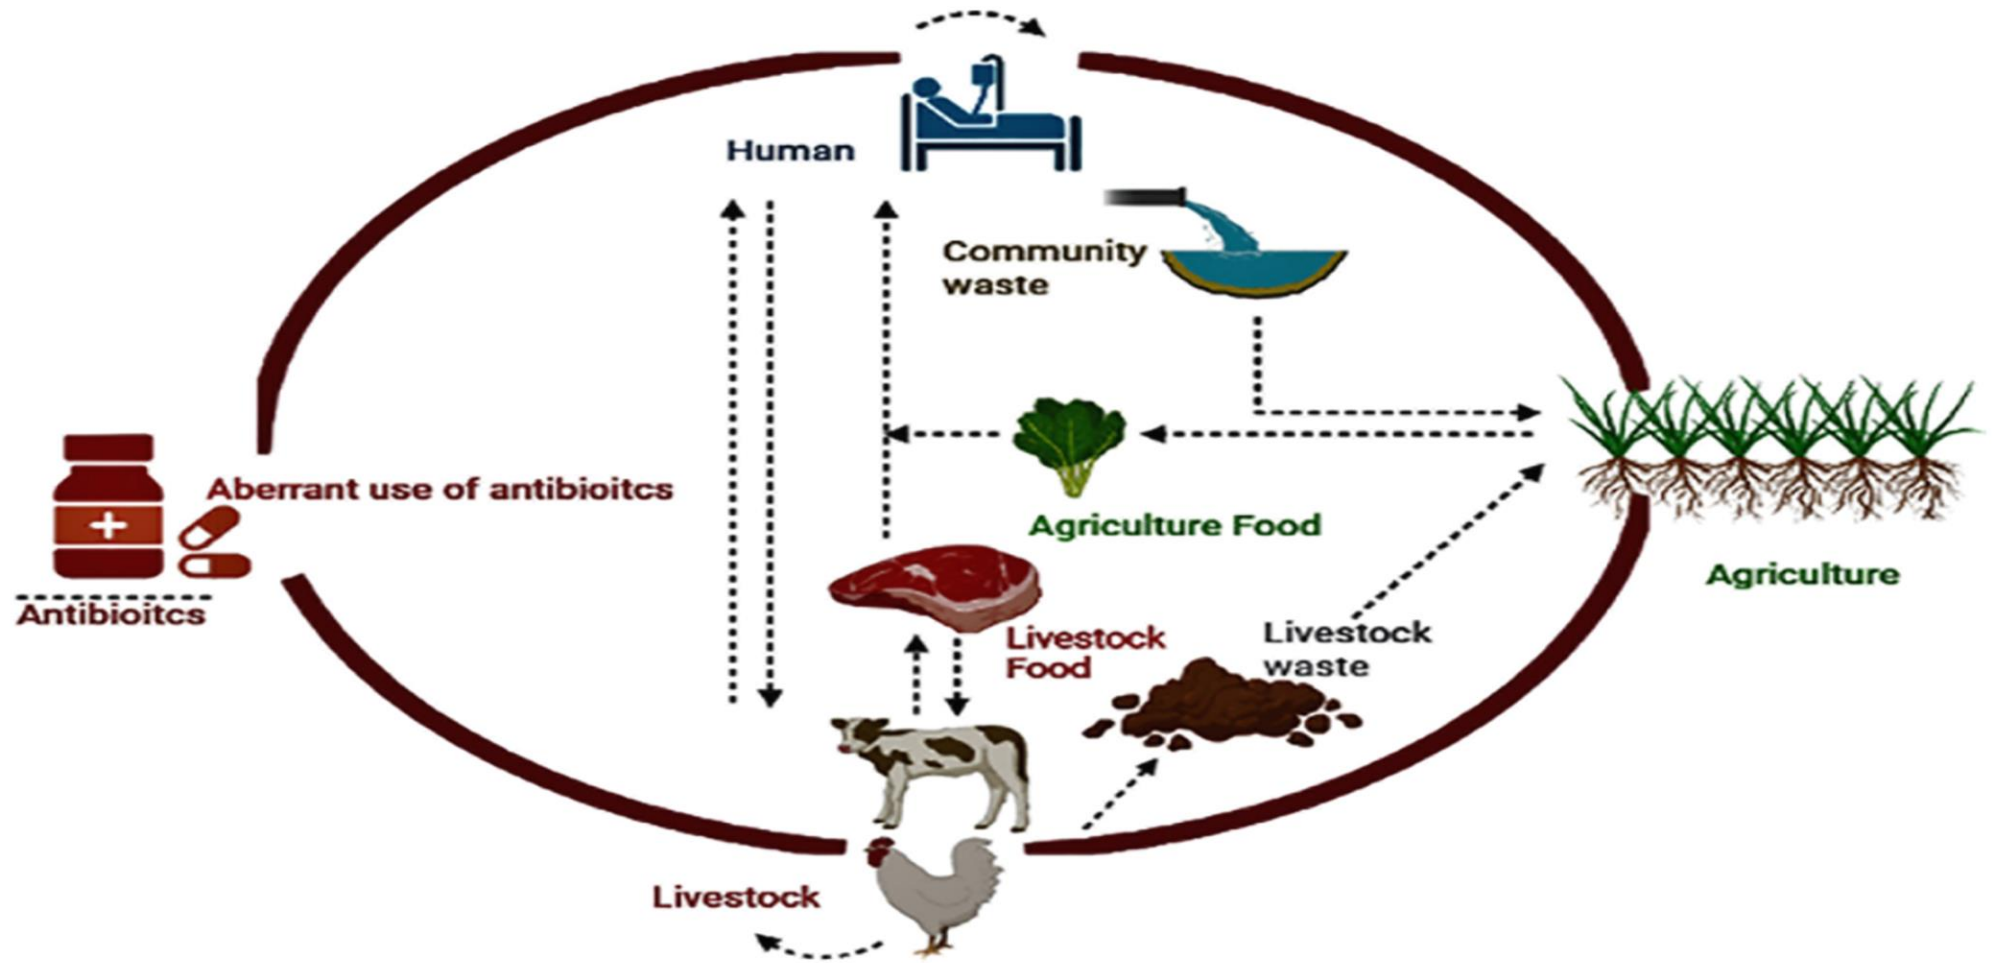 Human
Community
waste
Aberrant use of antibioitcs
Agriculture Food
Agriculture
Antibioitcs
Livestock
Food
Livestock
waste
Livestock